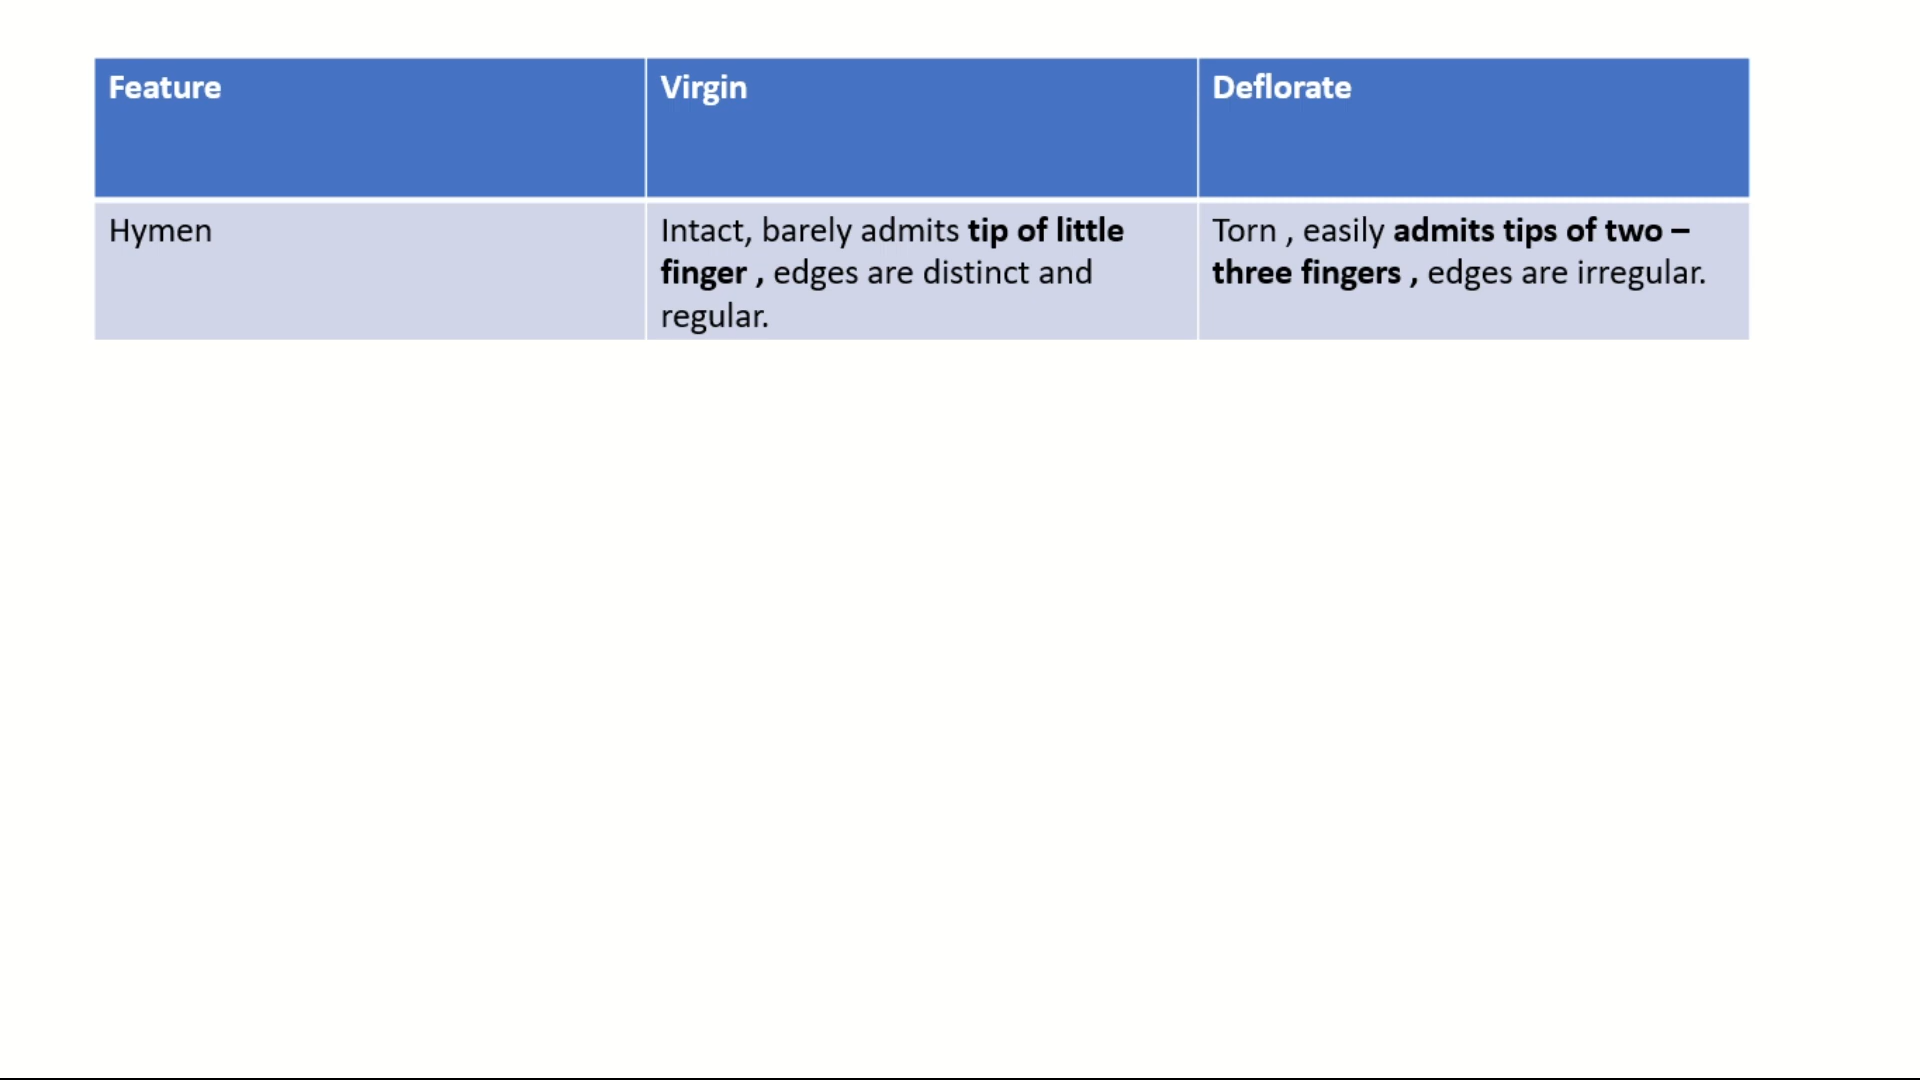 Feature
Virgin
Deflorate
Hymen
Intact, barely admits tip of little
finger , edges are distinct and
regular.
Torn , easily admits tips of two –
three fingers , edges are irregular.